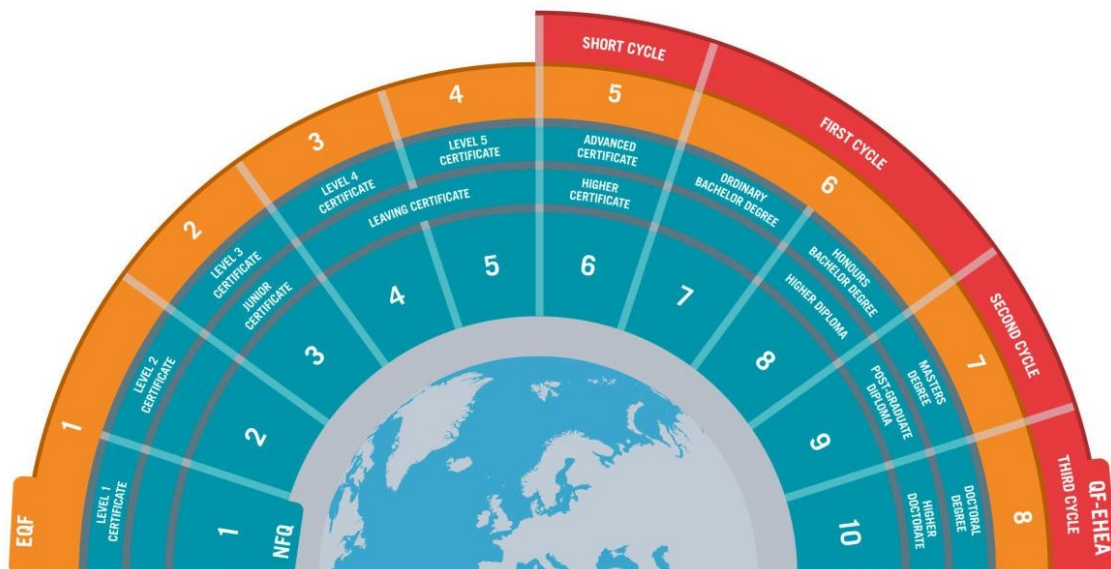 SHORT CYCLE
FIRST CYCLE
SECOND CYCLE
THIRD CYCLE
QF-EHEA
EQF
1
2
3
4
5
6
7
8
LEVEL 1
CERTIFICATE
LEVEL 2
CERTIFICATE
LEVEL 3
CERTIFICATE
LEVEL 4
CERTIFICATE
LEVEL 5
CERTIFICATE
ADVANCED
CERTIFICATE
ORDINARY
BACHELOR DEGREE
HONOURS
BACHELOR DEGREE
MASTERS
DEGREE
DOCTORAL
DEGREE
JUNIOR
CERTIFICATE
LEAVING CERTIFICATE
HIGHER
CERTIFICATE
HIGHER DIPLOMA
POST-GRADUATE
DIPLOMA
HIGHER
DOCTORATE
NFQ
1
2
3
4
5
6
7
8
9
10